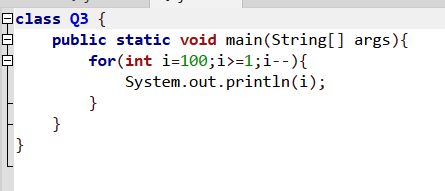 class Q3 {
    public static void main(String[] args){
        for(int i=100;i>=1;i--){
            System.out.println(i);
        }
    }
}